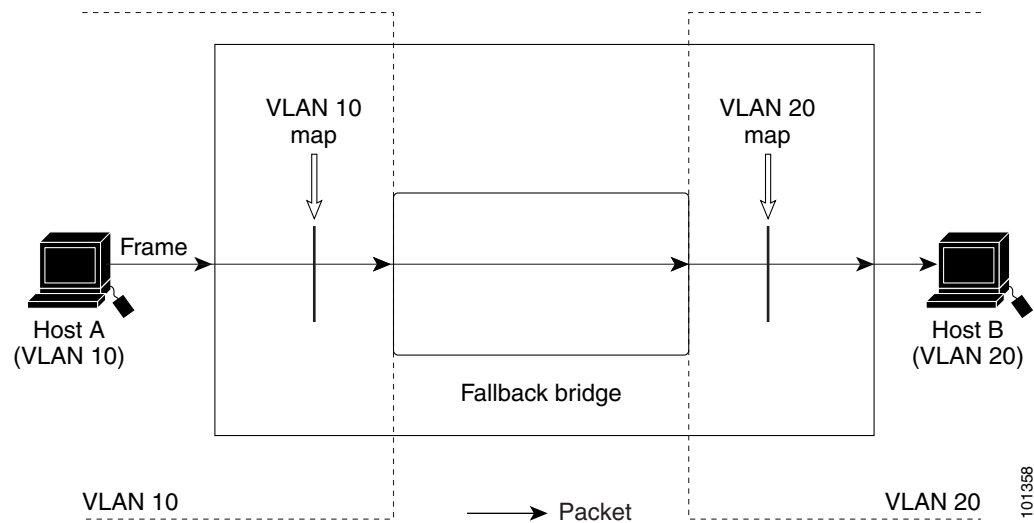 VLAN 10
map
VLAN 20
map
Frame
Host A
(VLAN 10)
Host B
(VLAN 20)
Fallback bridge
VLAN 10
Packet
VLAN 20
101358